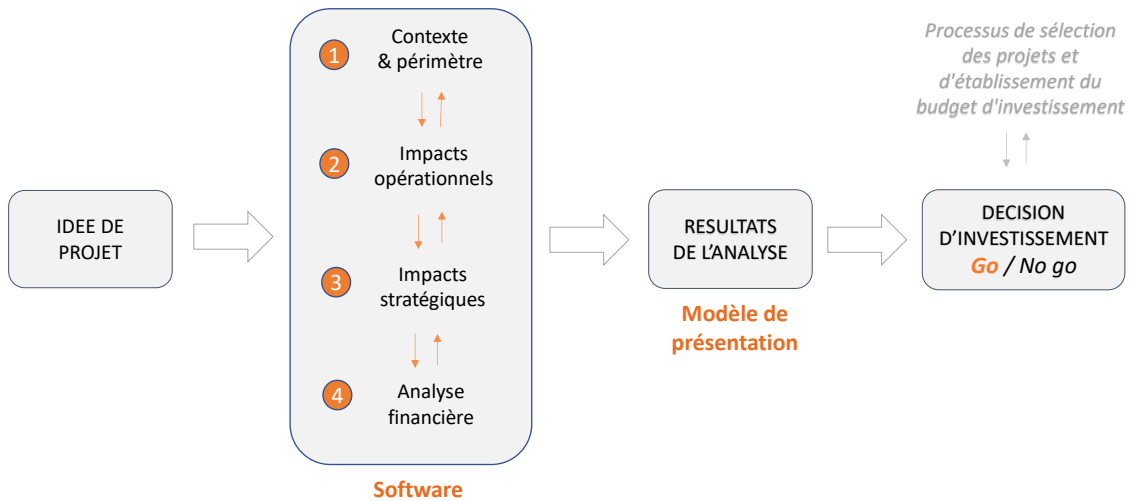 IDEE DE
PROJET
1
Contexte
& périmètre
2
Impacts
opérationnels
3
Impacts
stratégiques
4
Analyse
financière
Software
RESULTATS
DE L’ANALYSE
Modèle de
présentation
Processus de sélection
des projets et
d'établissement du
budget d'investissement
DECISION
D’INVESTISSEMENT
Go / No go